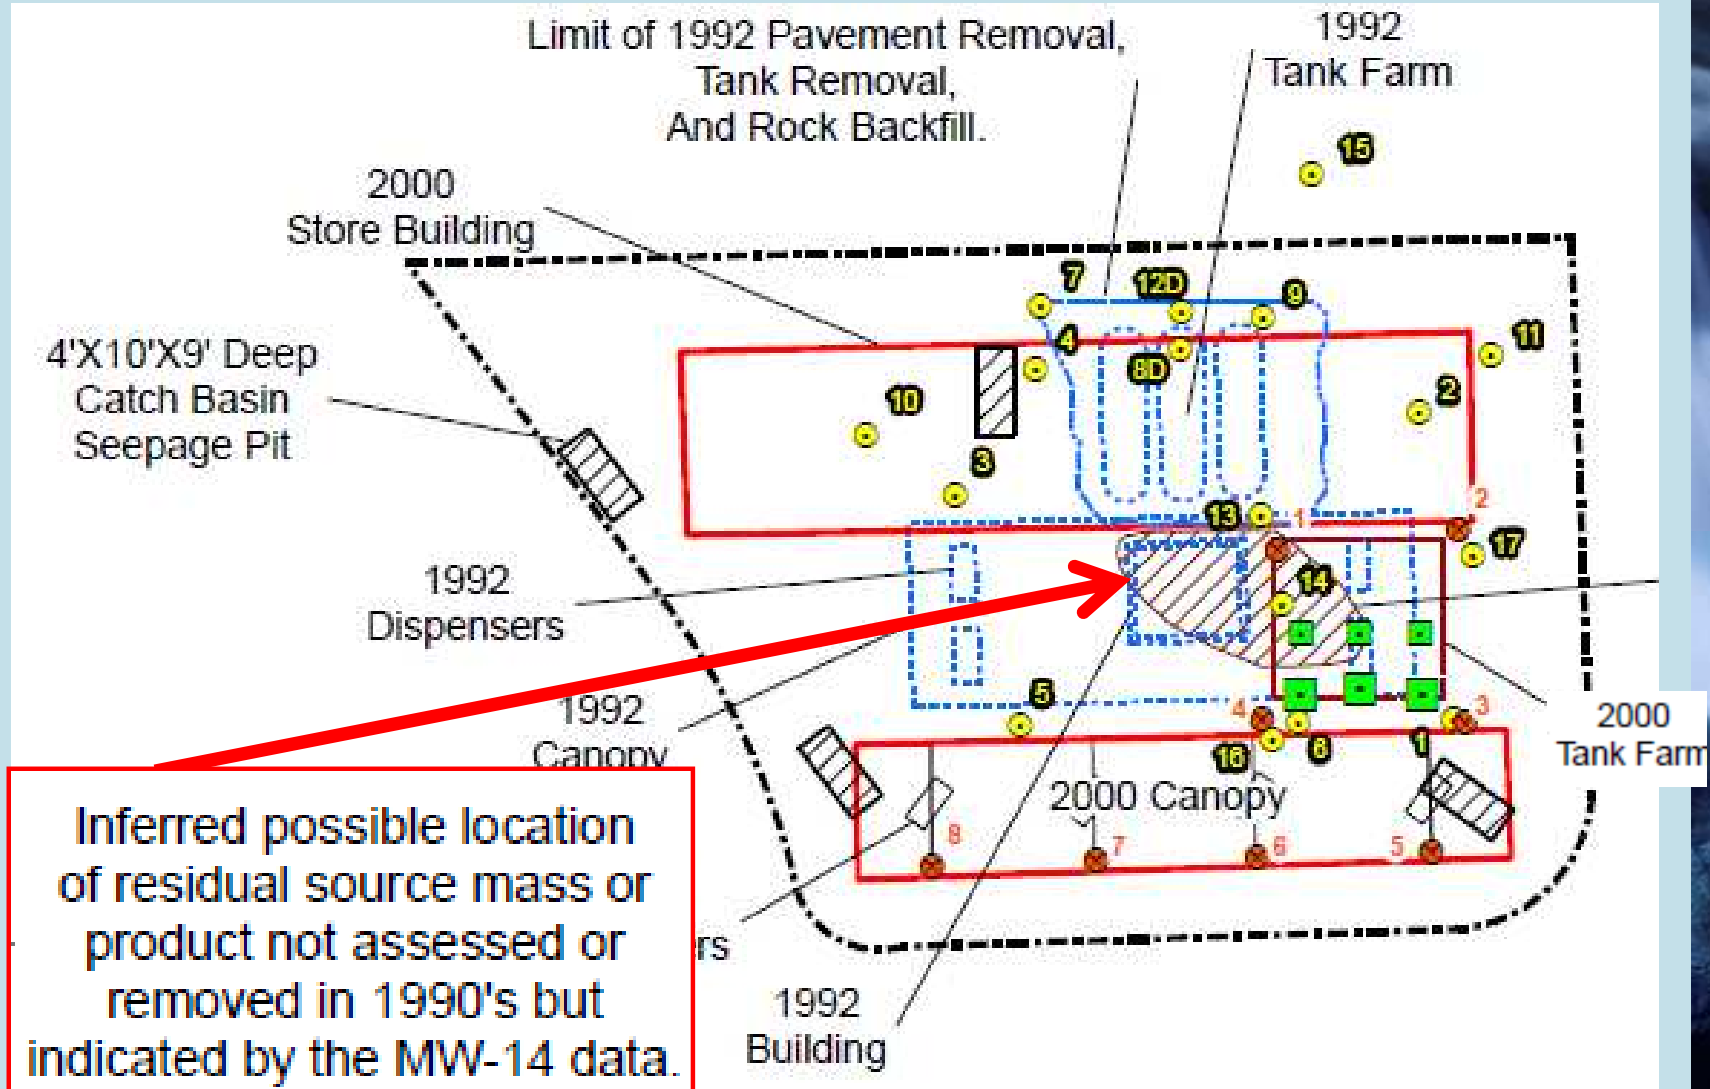 Limit of 1992 Pavement Removal,
Tank Removal,
And Rock Backfill.
1992
Tank Farm
15
2000
Store Building
7
12D
9
4
8D
11
4'X10'X9' Deep
Catch Basin
Seepage Pit
10
2
3
2
13
1
17
1992
Dispensers
14
1992
Canopy
5
4
3
16
6
1
2000
Tank Farm
2000 Canopy
8
7
6
5
Inferred possible location
of residual source mass or
product not assessed or
removed in 1990's but
indicated by the MW-14 data.
rs
1992
Building